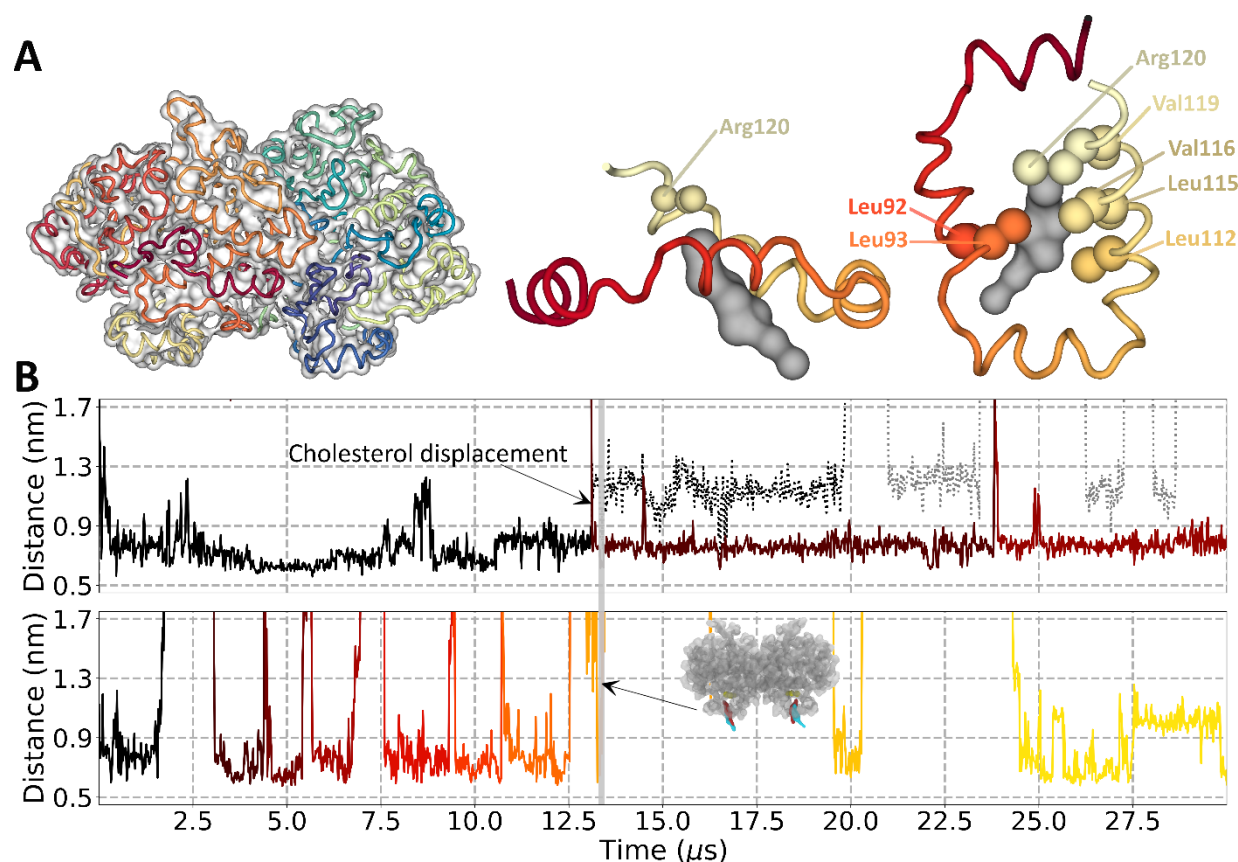 A
Arg120
Arg120
Val119
Val116
Leu115
Leu92
Leu93
Leu112
B
Distance (nm)
1.7
1.3
0.9
0.5
Cholesterol displacement
Distance (nm)
1.7
1.3
0.9
0.5
2.5 5.0 7.5 10.0 12.5 15.0 17.5 20.0 22.5 25.0 27.5
Time (μs)